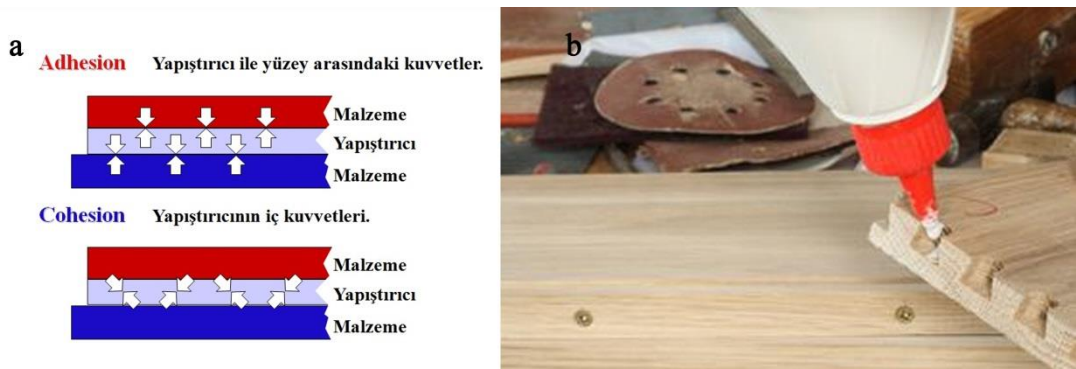 a
Adhesion Yapıştırıcı ile yüzey arasındaki kuvvetler.
Malzeme
Yapıştırıcı
Malzeme
Cohesion Yapıştırıcının iç kuvvetleri.
Malzeme
Yapıştırıcı
Malzeme
b